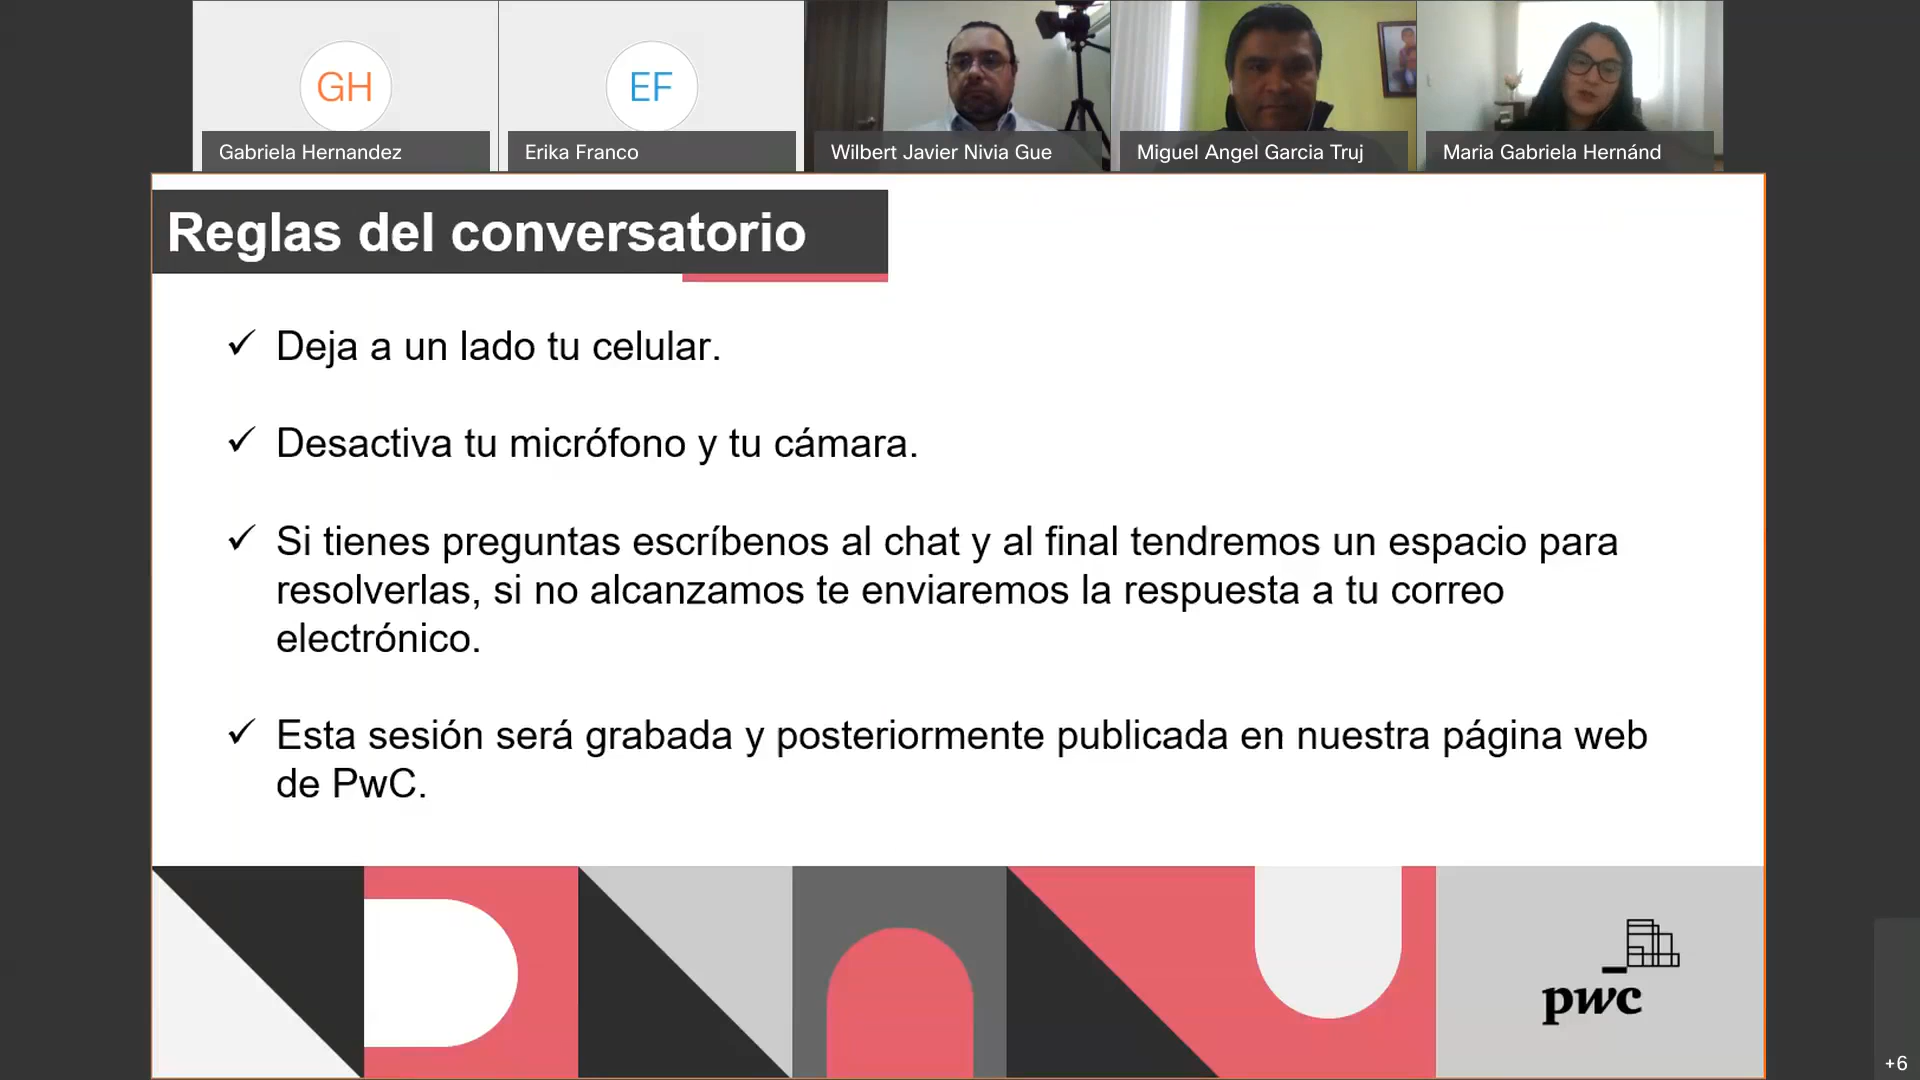 GH
EF
Gabriela Hernandez
Erika Franco
Wilbert Javier Nivia Gue
Miguel Angel Garcia Truj
Maria Gabriela Hernánd
Reglas del conversatorio
✓ Deja a un lado tu celular.
✓ Desactiva tu micrófono y tu cámara.
✓ Si tienes preguntas escríbenos al chat y al final tendremos un espacio para
resolverlas, si no alcanzamos te enviaremos la respuesta a tu correo
electrónico.
✓ Esta sesión será grabada y posteriormente publicada en nuestra página web
de PwC.
pwc
+6